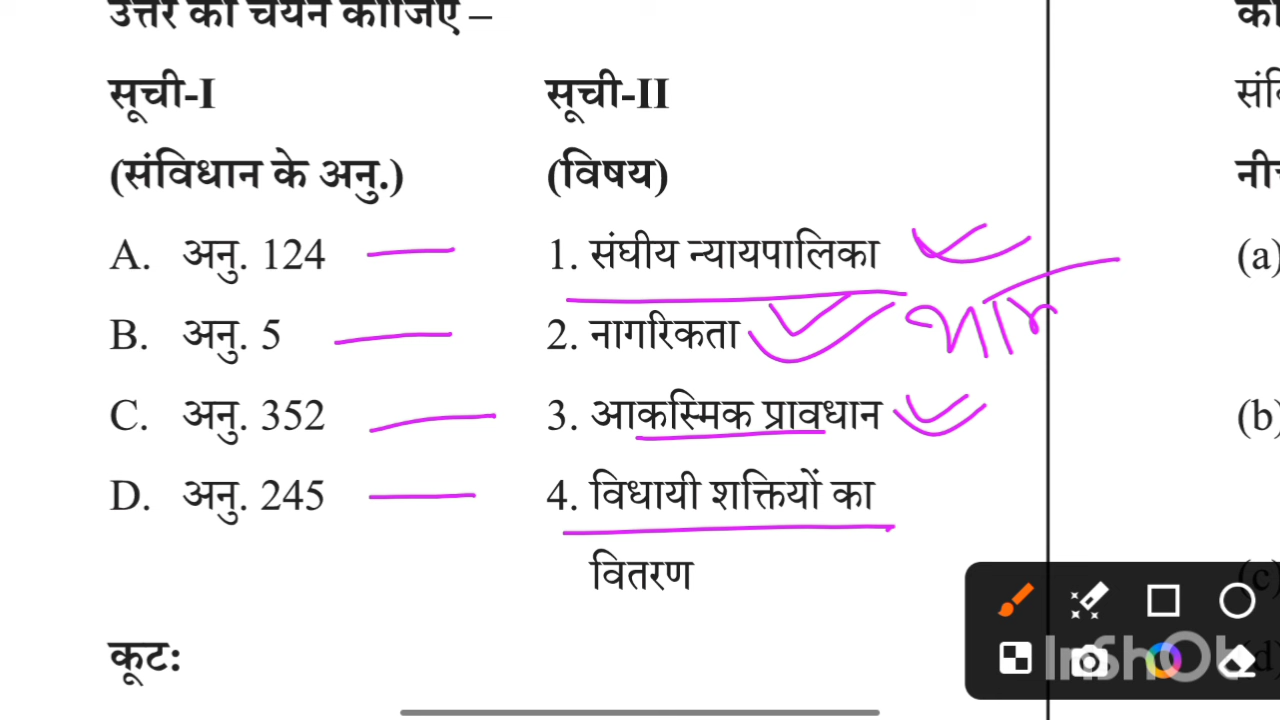 उत्तर का चयन कीजिए –
सूची-I सूची-II
(संविधान के अनु.) (विषय)
A. अनु. 124 1. संघीय न्यायपालिका
B. अनु. 5 2. नागरिकता
C. अनु. 352 3. आकस्मिक प्रावधान
D. अनु. 245 4. विधायी शक्तियों का
वितरण
कूट:
(a)
(b)
(c)
(d)
InShOt